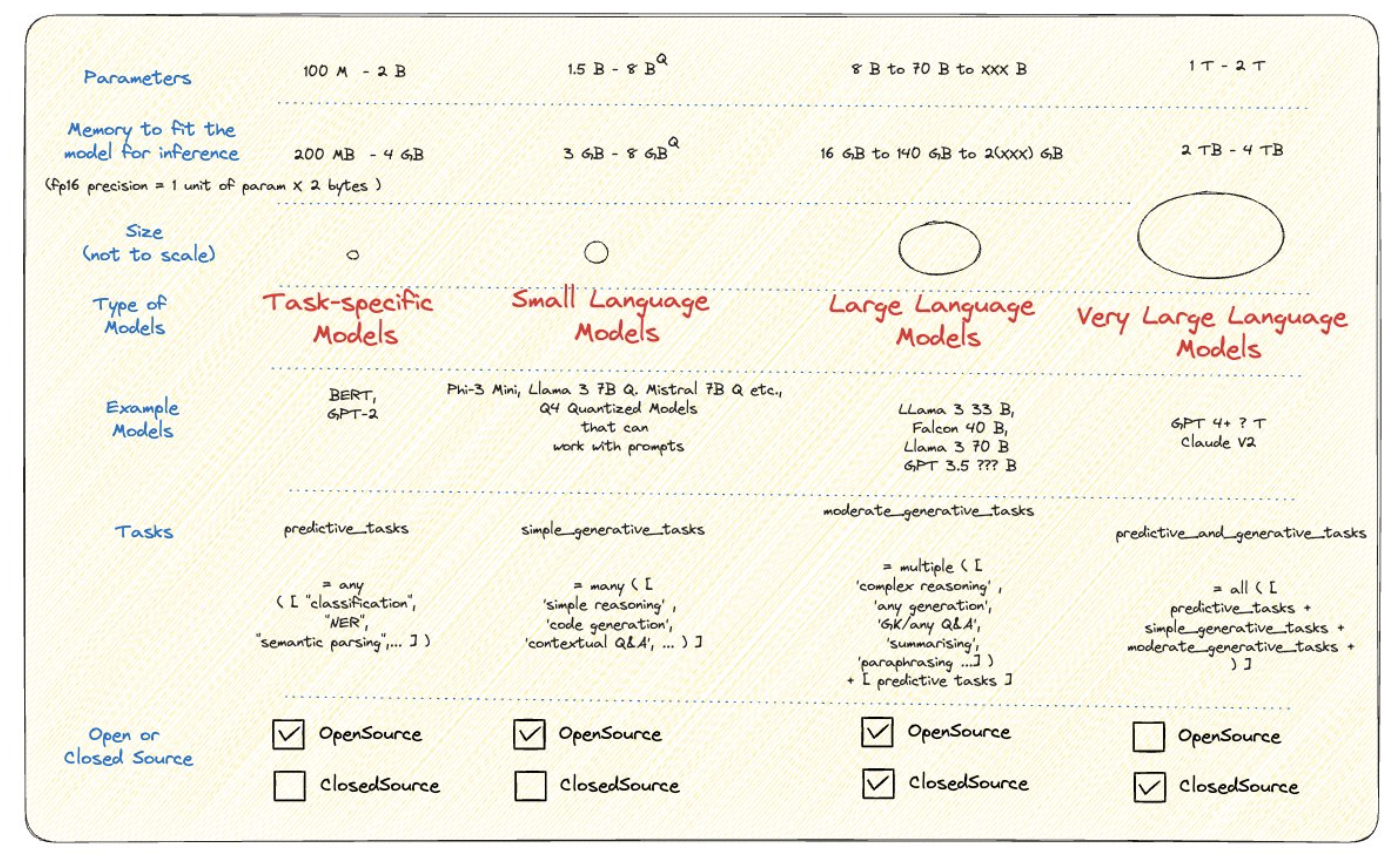 Parameters
100 M - 2 B
1.5 B - 8 B Q
8 B to 70 B to xxx B
1 T - 2 T
Memory to fit the
model for inference
(fp16 precision = 1 unit of param X 2 bytes )
200 MB - 4 GB
3 GB - 8 GB Q
16 GB to 140 GB to 2(xxx) GB
2 TB - 4 TB
Size
(not to scale)
Type of
Models
Task-specific
Models
Small Language
Models
Large Language
Models
Very Large Language
Models
Example
Models
BERT,
GPT-2
Phi-3 Mini, Llama 3 7B Q. Mistral 7B Q etc.,
Q4 Quantized Models
that can
work with prompts
LLama 3 33 B,
Falcon 40 B,
Llama 3 70 B
GPT 3.5 ??? B
GPT 4+ ? T
Claude V2
Tasks
predictive_tasks
= any
( [ "classification",
"NER",
"semantic parsing",... ] )
simple_generative_tasks
= many ( [
'simple reasoning' ,
'code generation',
'contextual Q&A', ... ) ]
moderate_generative_tasks
= multiple ( [
'complex reasoning' ,
'any generation',
'GK/any Q&A',
'summarising,
'paraphrasing ...] )
+ [ predictive tasks ]
predictive_and_generative_tasks
= all ( [
predictive_tasks +
simple_generative_tasks +
moderate_generative_tasks +
) ]
Open or
Closed Source
OpenSource
ClosedSource
OpenSource
ClosedSource
OpenSource
ClosedSource
OpenSource
ClosedSource